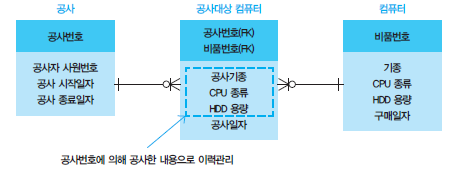 공사
공사번호
공사자 사원번호
공사 시작일자
공사 종료일자
공사대상 컴퓨터
공사번호(FK)
비품번호(FK)
공사기종
CPU 종류
HDD 용량
공사일자
컴퓨터
비품번호
기종
CPU 종류
HDD 용량
구매일자
공사번호에 의해 공사한 내용으로 이력관리